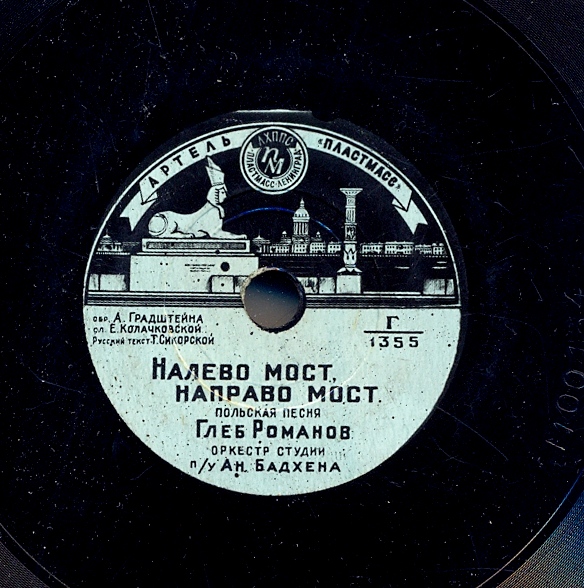 АРТЕЛЬ «ПЛАСТМАСС»
ЛХППС
ПМ
ПЛАСТМАСС-ЛЕНИНГРАД
обр. А. ГРАДШТЕЙНА
сл. Е. КОЛАЧКОВСКОЙ
РУССКИЙ ТЕКСТ Т. СИКОРСКОЙ
Г
1355
НАЛЕВО МОСТ,
НАПРАВО МОСТ.
ПОЛЬСКАЯ ПЕСНЯ
ГЛЕБ РОМАНОВ
ОРКЕСТР СТУДИИ
п/у АН. БАДХЕНА